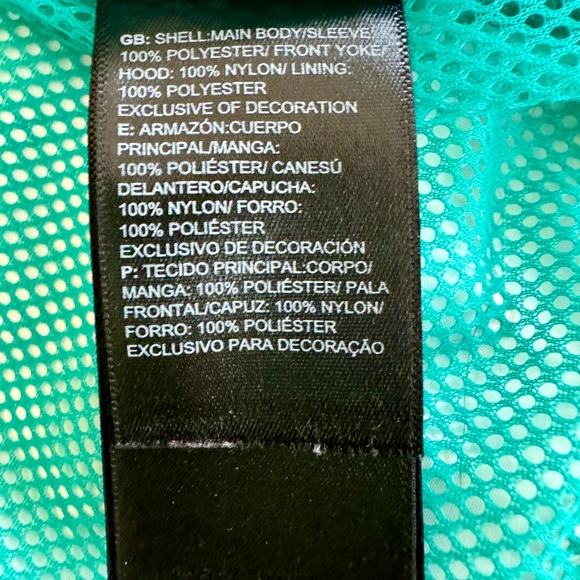 GB: SHELL:MAIN BODY/SLEEVE:
100% POLYESTER/ FRONT YOKE/
HOOD: 100% NYLON/ LINING:
100% POLYESTER
EXCLUSIVE OF DECORATION
E: ARMAZÓN:CUERPO
PRINCIPAL/MANGA:
100% POLIÉSTER/ CANESÚ
DELANTERO/CAPUCHA:
100% NYLON/ FORRO:
100% POLIÉSTER
EXCLUSIVO DE DECORACIÓN
P: TECIDO PRINCIPAL:CORPO/
MANGA: 100% POLIÉSTER/ PALA
FRONTAL/CAPUZ: 100% NYLON/
FORRO: 100% POLIÉSTER
EXCLUSIVO PARA DECORAÇÃO